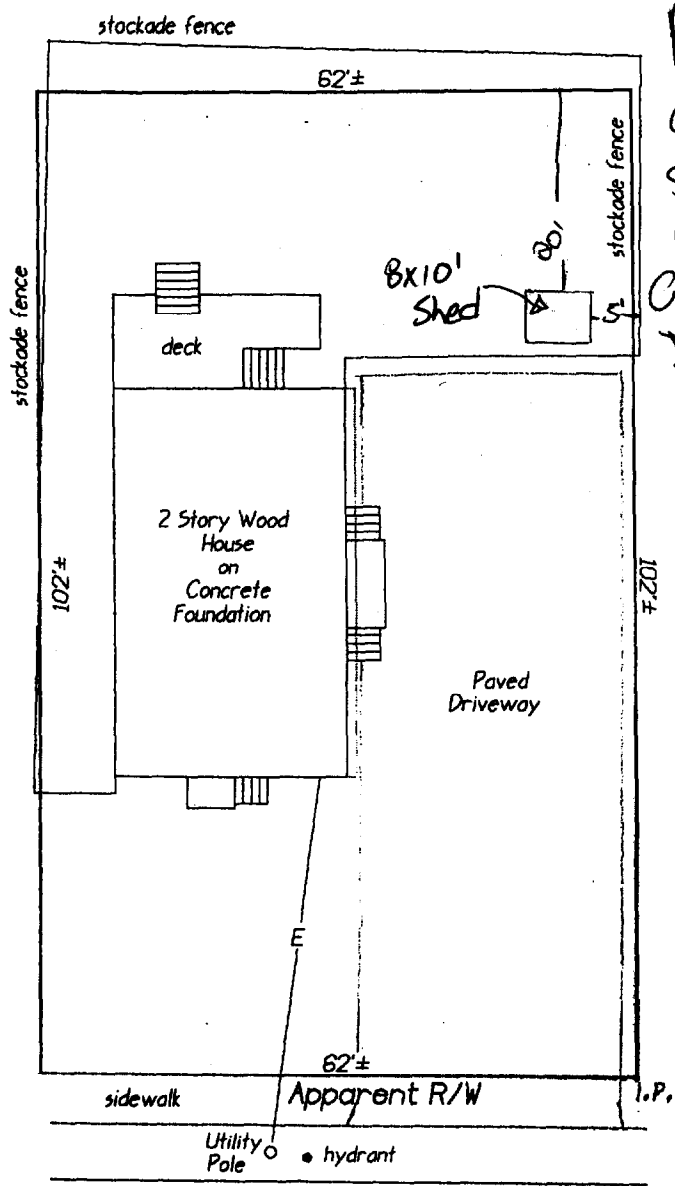 stockade fence
62'±
stockade fence
20'
8x10'
Shed
5'
stockade fence
deck
2 Story Wood
House
on
Concrete
Foundation
102'±
102'±
Paved
Driveway
E
62'±
sidewalk
Apparent R/W
I.P.
Utility
Pole
hydrant